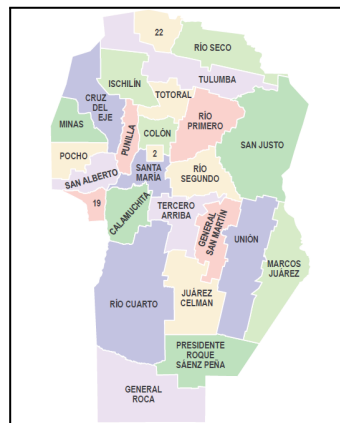 22
RÍO SECO
TULUMBA
ISCHILÍN
CRUZ
DEL
EJE
TOTORAL
RÍO
PRIMERO
MINAS
PUNILLA
COLÓN
SAN JUSTO
POCHO
2
SAN ALBERTO
SANTA
MARÍA
RÍO
SEGUNDO
19
CALAMUCHITA
TERCERO
ARRIBA
GENERAL
SAN MARTÍN
UNIÓN
MARCOS
JUÁREZ
RÍO CUARTO
JUÁREZ
CELMAN
PRESIDENTE
ROQUE
SÁENZ PEÑA
GENERAL
ROCA